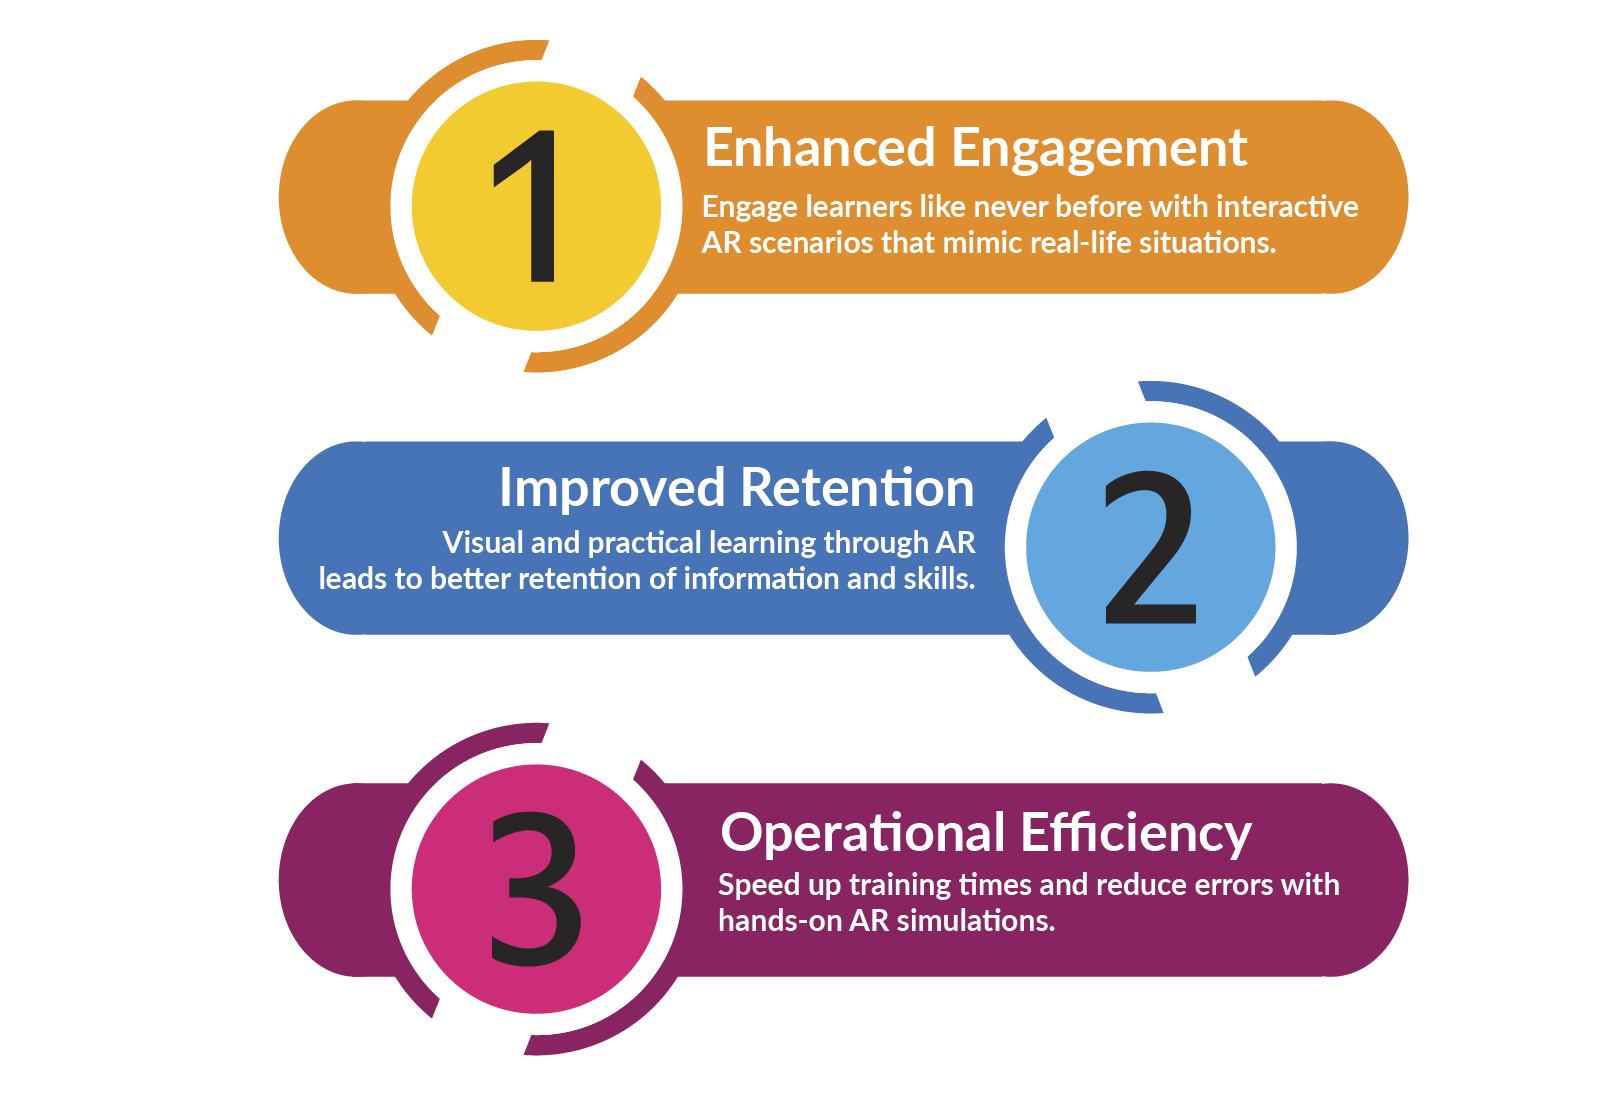 1
Enhanced Engagement
Engage learners like never before with interactive
AR scenarios that mimic real-life situations.
Improved Retention
Visual and practical learning through AR
leads to better retention of information and skills.
2
3
Operational Efficiency
Speed up training times and reduce errors with
hands-on AR simulations.